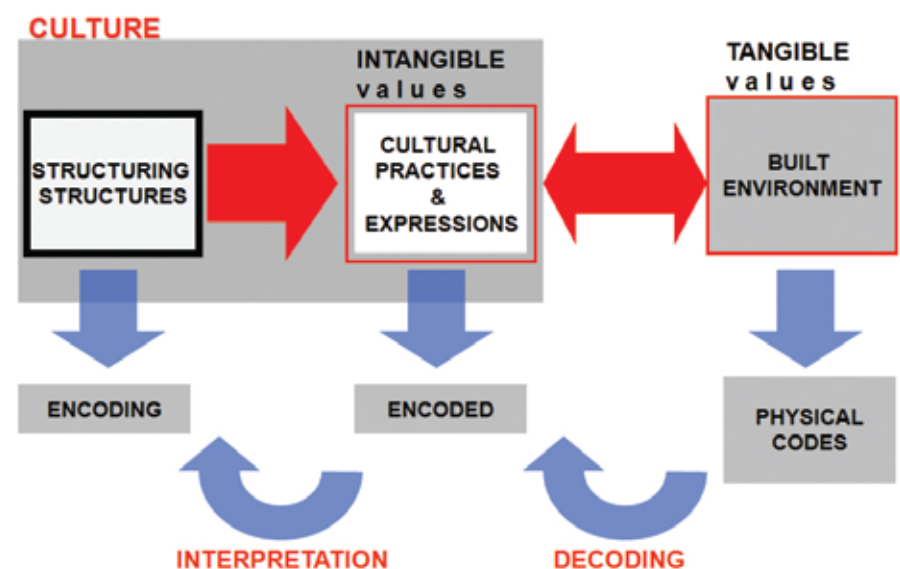 CULTURE
INTANGIBLE
values
TANGIBLE
values
STRUCTURING
STRUCTURES
CULTURAL
PRACTICES
&
EXPRESSIONS
BUILT
ENVIRONMENT
ENCODING
ENCODED
PHYSICAL
CODES
INTERPRETATION
DECODING